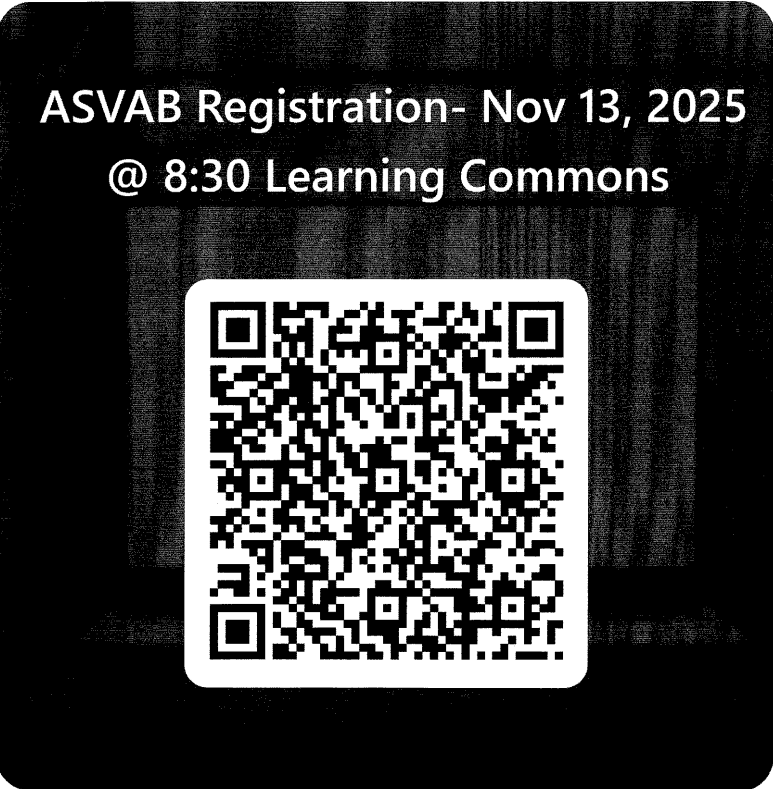 ASVAB Registration- Nov 13, 2025
@ 8:30 Learning Commons